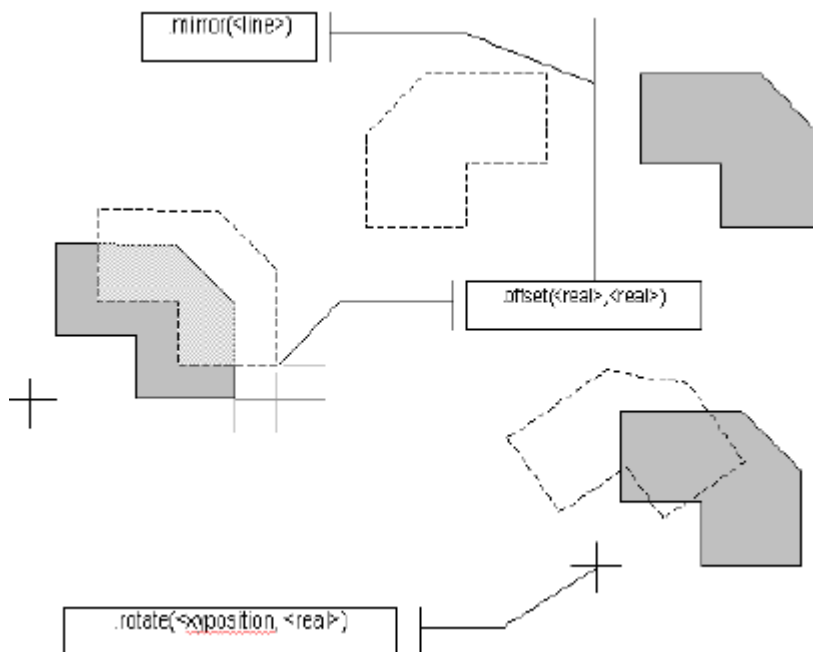 .mirror(<line>)
.offset(<real>,<real>)
.rotate(<xyposition, <real>)